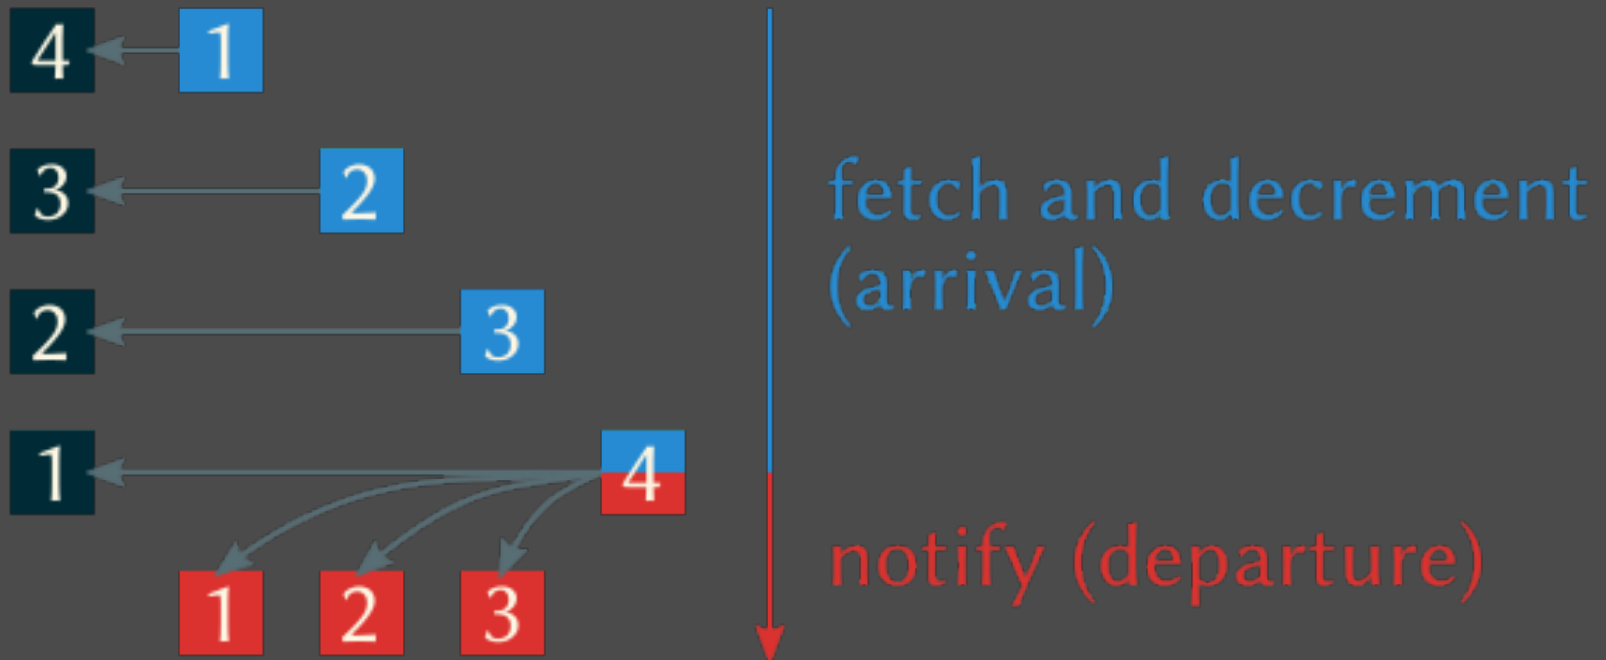 4 1
3 2
fetch and decrement
(arrival)
2 3
1 4
notify (departure)
1 2 3